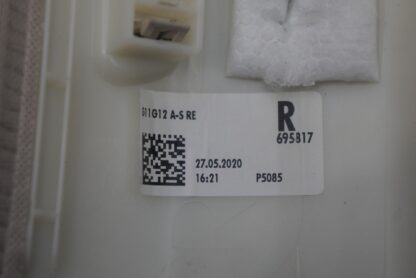 G11G12 A-S RE
R
695817
27.05.2020
16:21 P5085